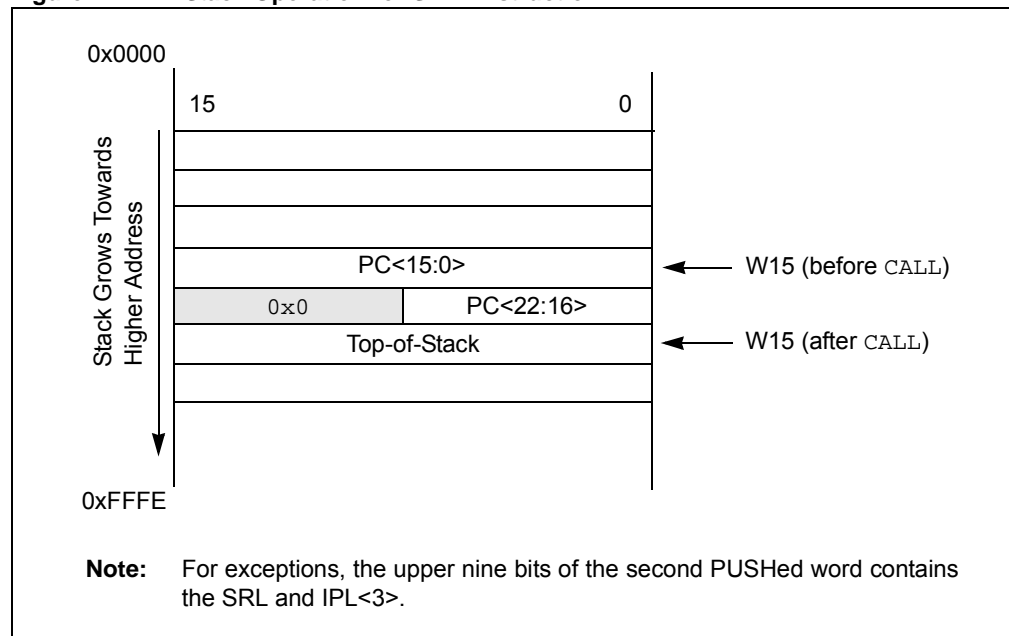 0x0000
15 0
Stack Grows Towards
Higher Address
PC<15:0>
W15 (before CALL)
0x0
PC<22:16>
Top-of-Stack
W15 (after CALL)
0xFFFE
Note: For exceptions, the upper nine bits of the second PUSHed word contains
the SRL and IPL<3>.